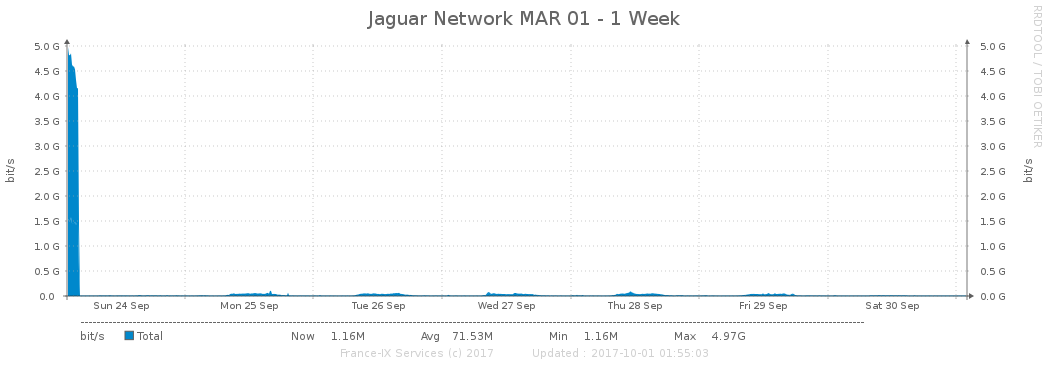 Jaguar Network MAR 01 - 1 Week
RRDTOOL / TOBI OETIKER
bit/s
5.0 G 5.0 G
4.5 G 4.5 G
4.0 G 4.0 G
3.5 G 3.5 G
3.0 G 3.0 G
2.5 G 2.5 G
2.0 G 2.0 G
1.5 G 1.5 G
1.0 G 1.0 G
0.5 G 0.5 G
0.0 0.0 G
bit/s
Sun 24 Sep Mon 25 Sep Tue 26 Sep Wed 27 Sep Thu 28 Sep Fri 29 Sep Sat 30 Sep
bit/s Total Now 1.16M Avg 71.53M Min 1.16M Max 4.97G
France-IX Services (c) 2017 Updated : 2017-10-01 01:55:03